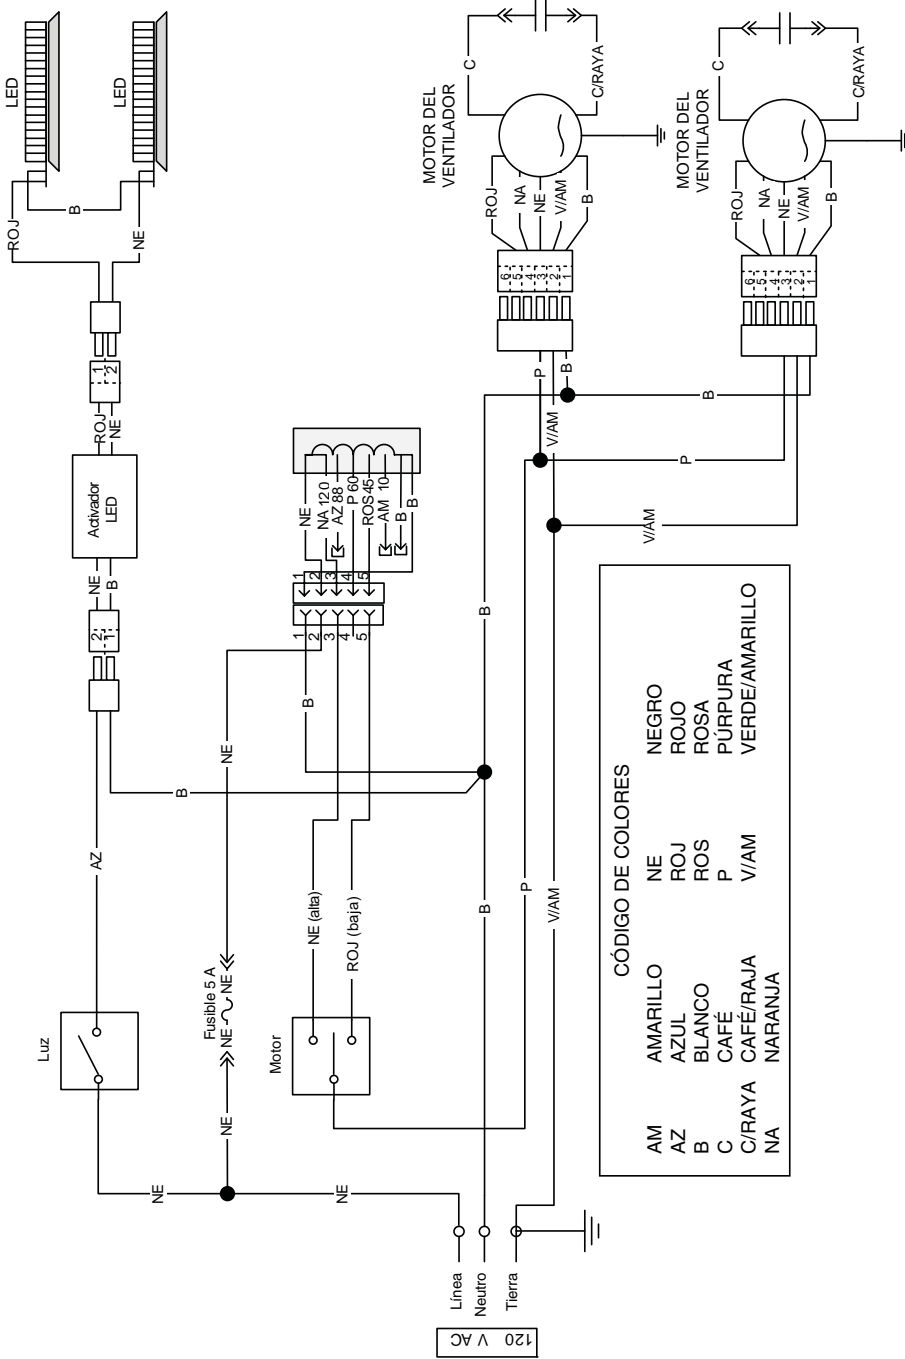 LED
LED
ROJ
B
NE
1
2
ROJ
NE
Activador
LED
NE
B
2
1
AZ
B
Luz
NE
NE
Fusible 5 A
NE
NE
NE
NE
Motor
NE (alta)
ROJ (baja)
B
NE
NA 120
AZ 88
P 60
ROS 45
AM 10
B
B
1
2
3
4
5
1
2
3
4
5
MOTOR DEL
VENTILADOR
C
C/RAYA
ROJ
NA
NE
V/AM
B
6
5
4
3
2
1
P
V/AM
B
MOTOR DEL
VENTILADOR
C
C/RAYA
ROJ
NA
NE
V/AM
B
6
5
4
3
2
1
B
P
V/AM
B
B
P
V/AM
Línea
Neutro
Tierra
120 V AC
CÓDIGO DE COLORES
AM AMARILLO NE NEGRO
AZ AZUL ROJ ROJO
B BLANCO ROS ROSA
C CAFÉ P PÚRPURA
C/RAYA CAFÉ/RAJA V/AM VERDE/AMARILLO
NA NARANJA